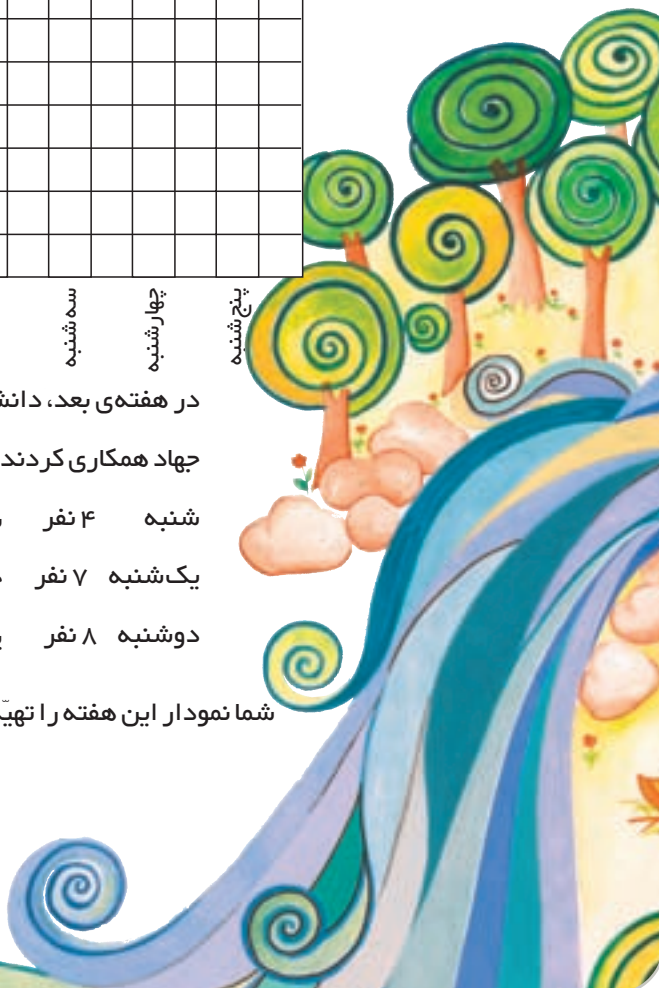 سه‌شنبه
چهارشنبه
پنج‌شنبه
در هفته‌ی بعد، دانش
جهاد همکاری کردند
شنبه ۴ نفر
یک‌شنبه ۷ نفر
دوشنبه ۸ نفر
شما نمودار این هفته را تهیّه